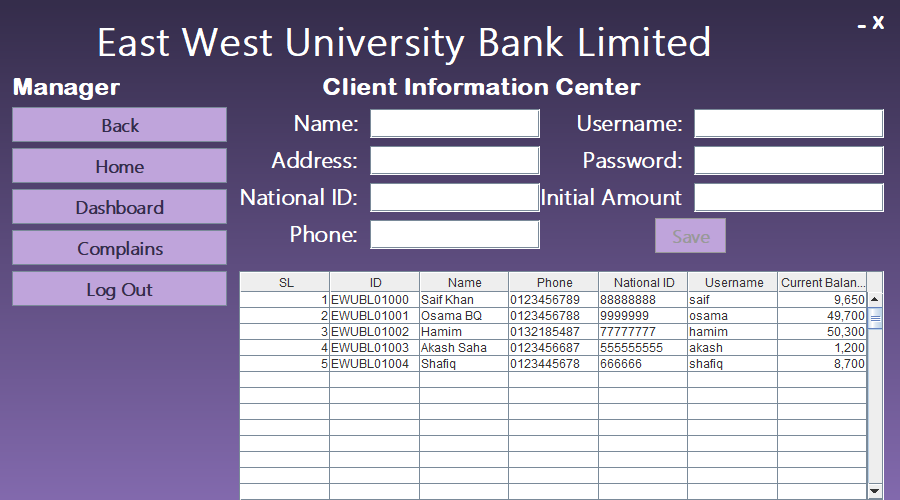 East West University Bank Limited
- X
Manager
Client Information Center
Back
Home
Dashboard
Complains
Log Out
Name:
Username:
Address:
Password:
National ID:
Initial Amount
Phone:
Save
SL ID Name Phone National ID Username Current Balan...
1 EWUBL01000 Saif Khan 0123456789 88888888 saif 9,650
2 EWUBL01001 Osama BQ 0123456788 9999999 osama 49,700
3 EWUBL01002 Hamim 0132185487 77777777 hamim 50,300
4 EWUBL01003 Akash Saha 0123456687 555555555 akash 1,200
5 EWUBL01004 Shafiq 0123445678 666666 shafiq 8,700